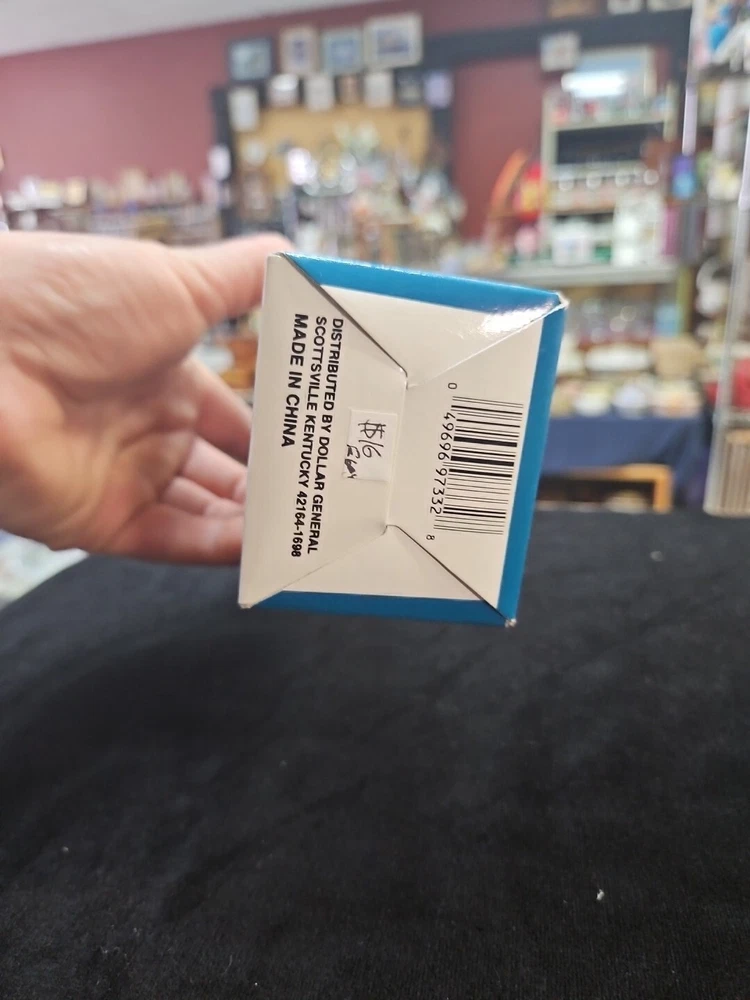 DISTRIBUTED BY DOLLAR GENERAL
SCOTTSVILLE KENTUCKY 42164-1698
MADE IN CHINA
$16
0 49696 97332 8